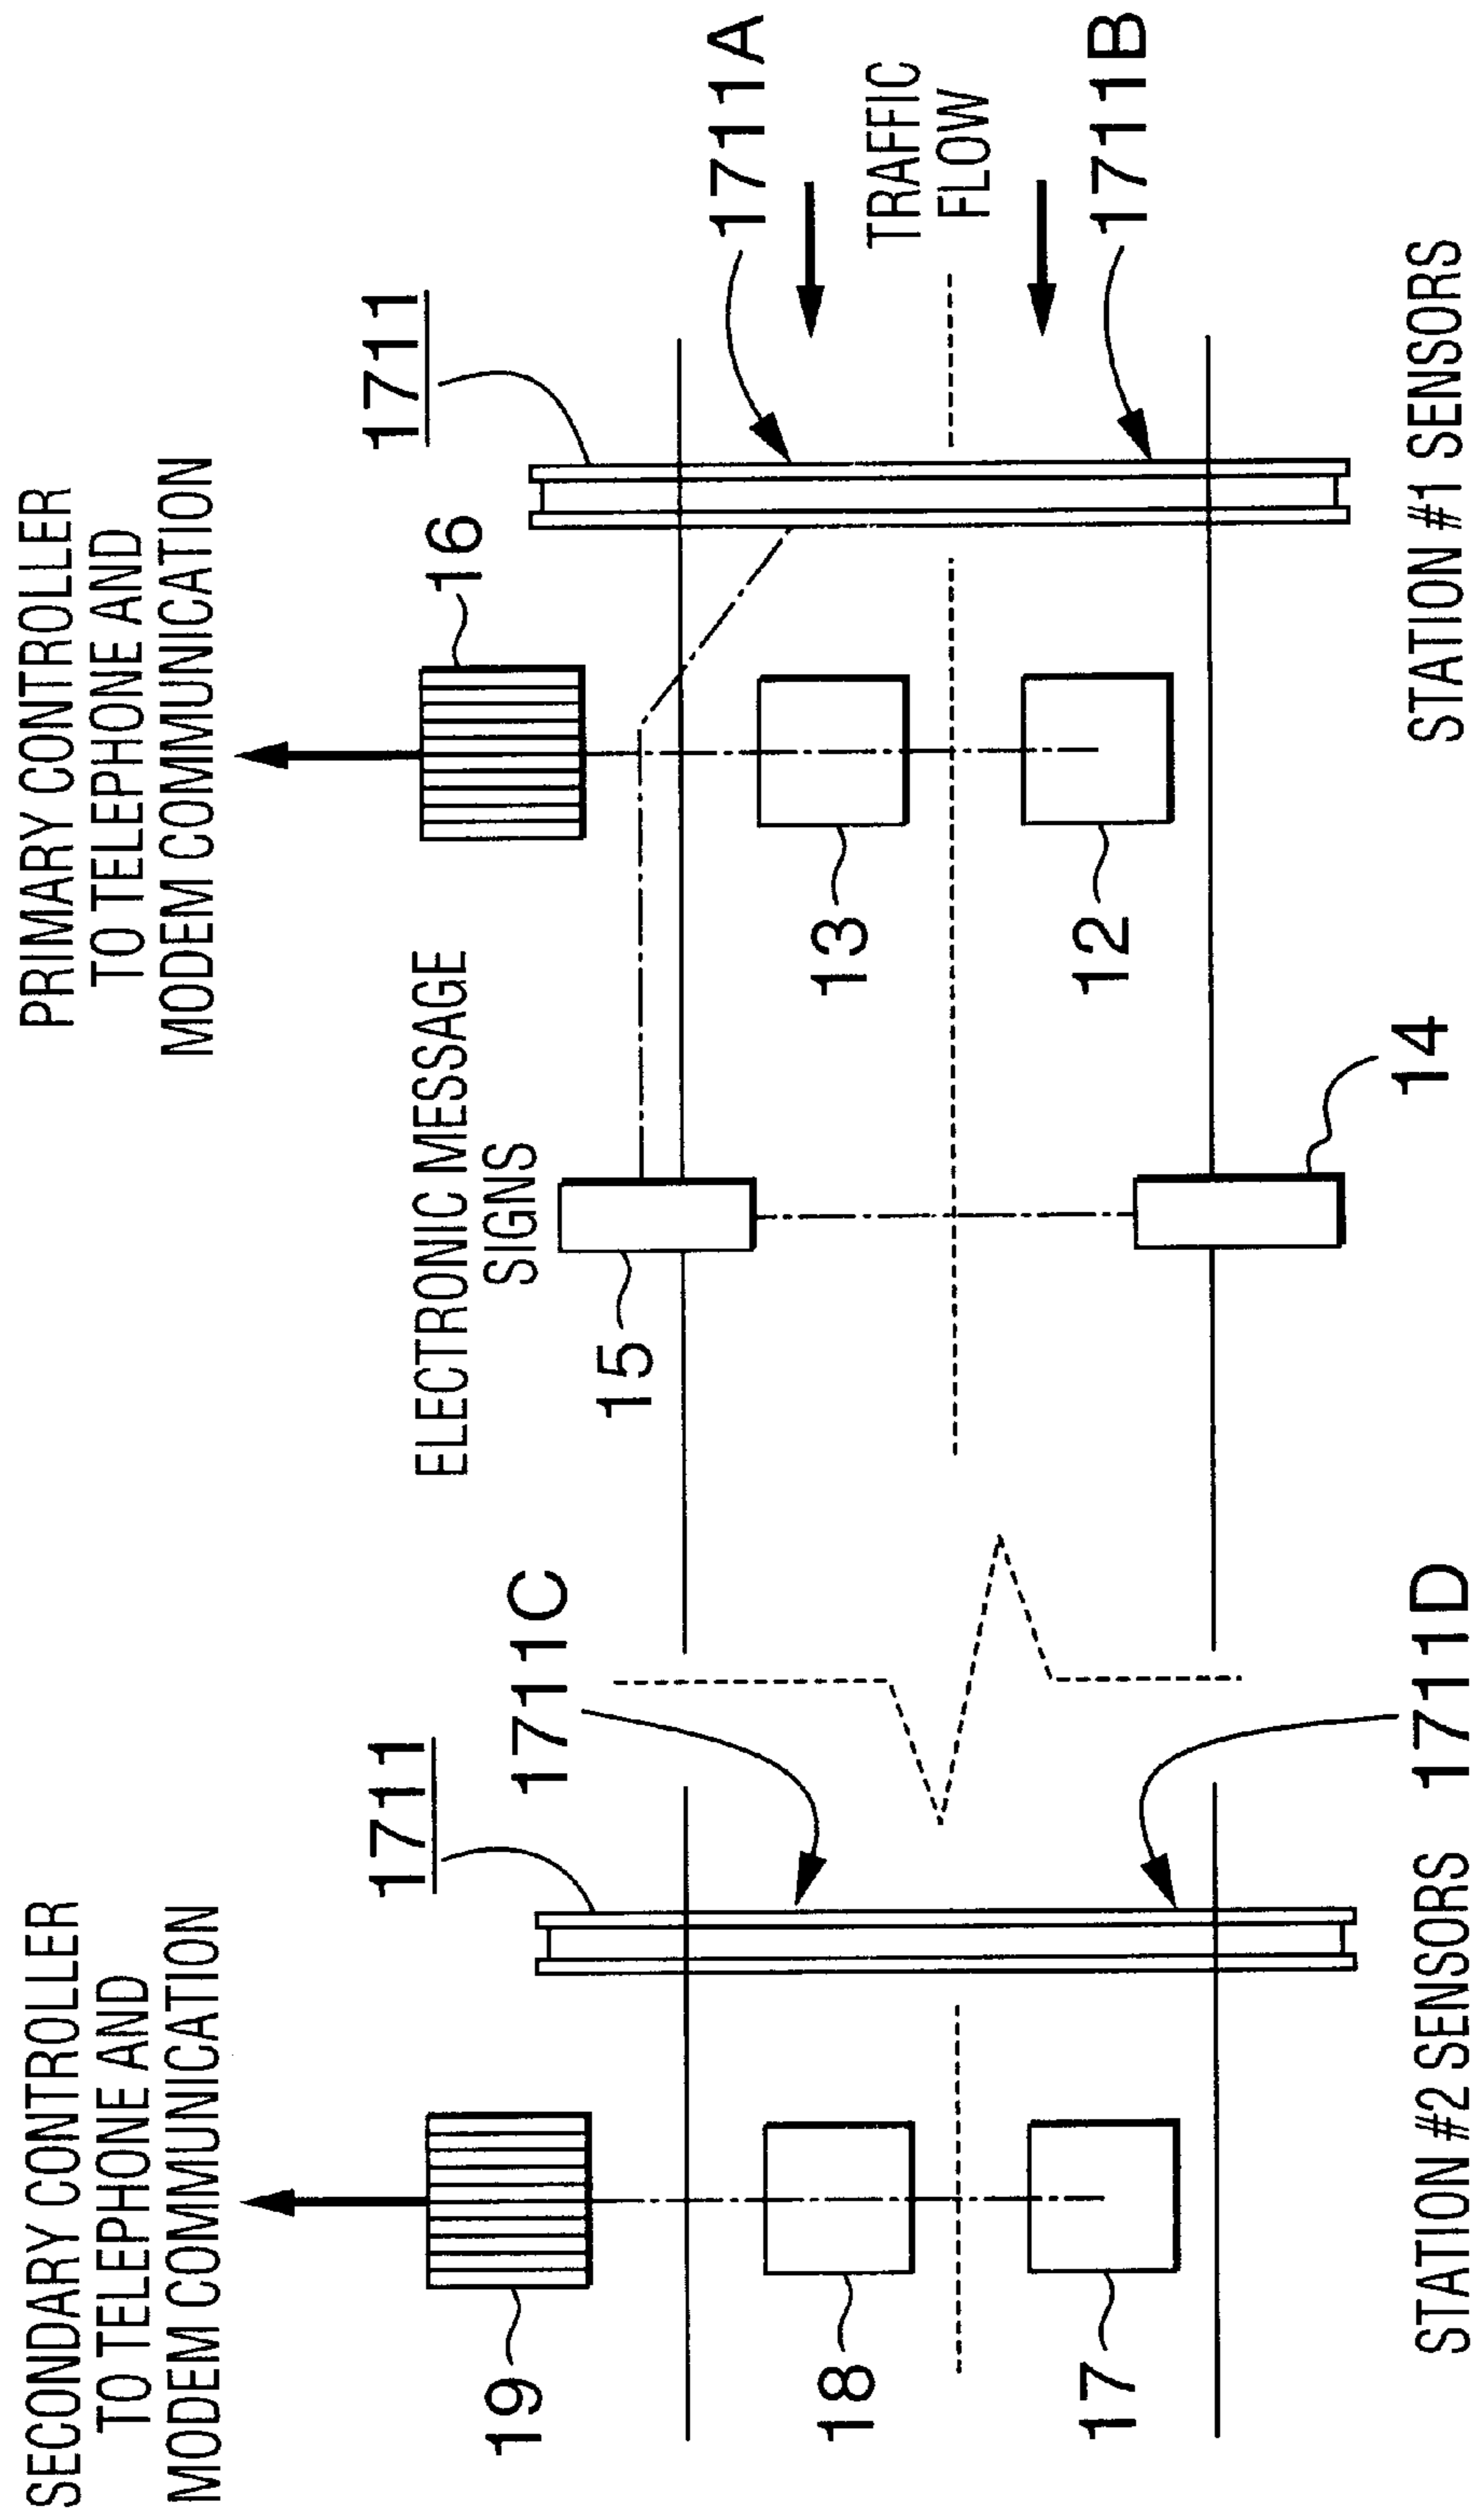 SECONDARY CONTROLLER
TO TELEPHONE AND
MODEM COMMUNICATION
PRIMARY CONTROLLER
TO TELEPHONE AND
MODEM COMMUNICATION
1711
1711
ELECTRONIC MESSAGE
SIGNS
16
19
1711C
15
1711A
18
13
TRAFFIC
FLOW
17
12
1711B
14
STATION #2 SENSORS
1711D
STATION #1 SENSORS